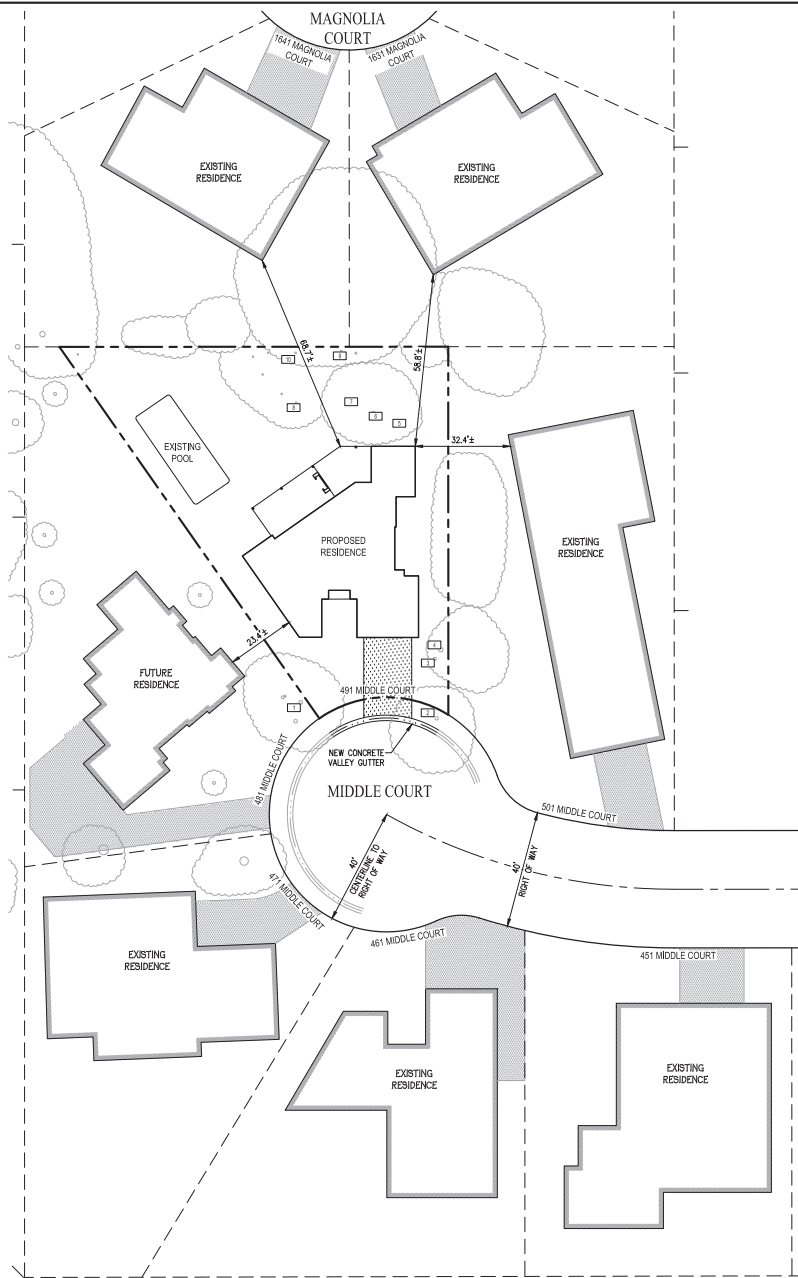 MAGNOLIA
COURT
1641 MAGNOLIA
COURT
1631 MAGNOLIA
COURT
EXISTING
RESIDENCE
EXISTING
RESIDENCE
68.7'±
58.8'±
10
9
7
8
6
5
32.4'±
EXISTING
POOL
PROPOSED
RESIDENCE
EXISTING
RESIDENCE
23.4'±
FUTURE
RESIDENCE
4
3
491 MIDDLE COURT
1
2
NEW CONCRETE
VALLEY GUTTER
481 MIDDLE COURT
MIDDLE COURT
501 MIDDLE COURT
40'
CENTERLINE TO
RIGHT OF WAY
40'
RIGHT OF WAY
471 MIDDLE COURT
461 MIDDLE COURT
451 MIDDLE COURT
EXISTING
RESIDENCE
EXISTING
RESIDENCE
EXISTING
RESIDENCE